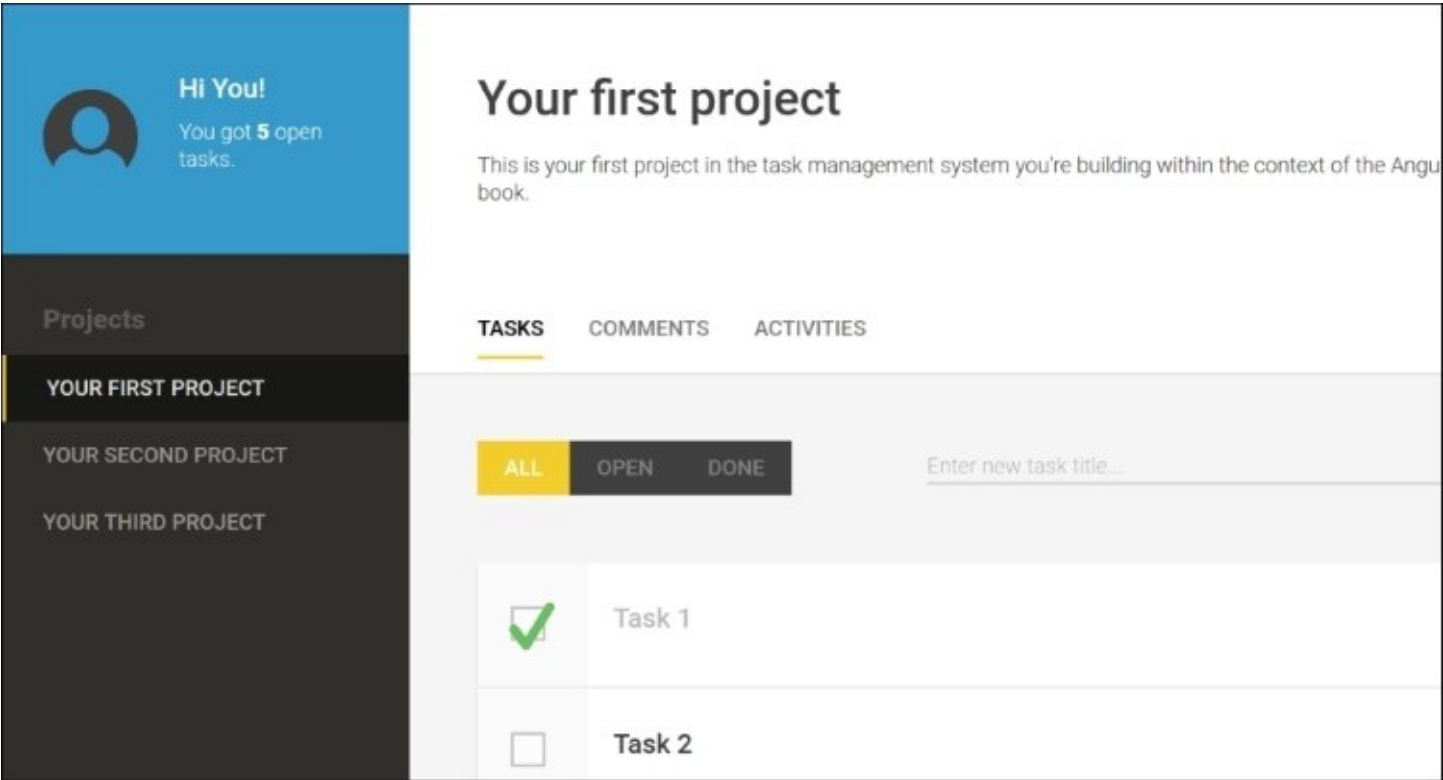 Hi You!
You got 5 open
tasks.
Projects
YOUR FIRST PROJECT
YOUR SECOND PROJECT
YOUR THIRD PROJECT
Your first project
This is your first project in the task management system you're building within the context of the Angu
book.
TASKS COMMENTS ACTIVITIES
ALL OPEN DONE Enter new task title...
Task 1
Task 2